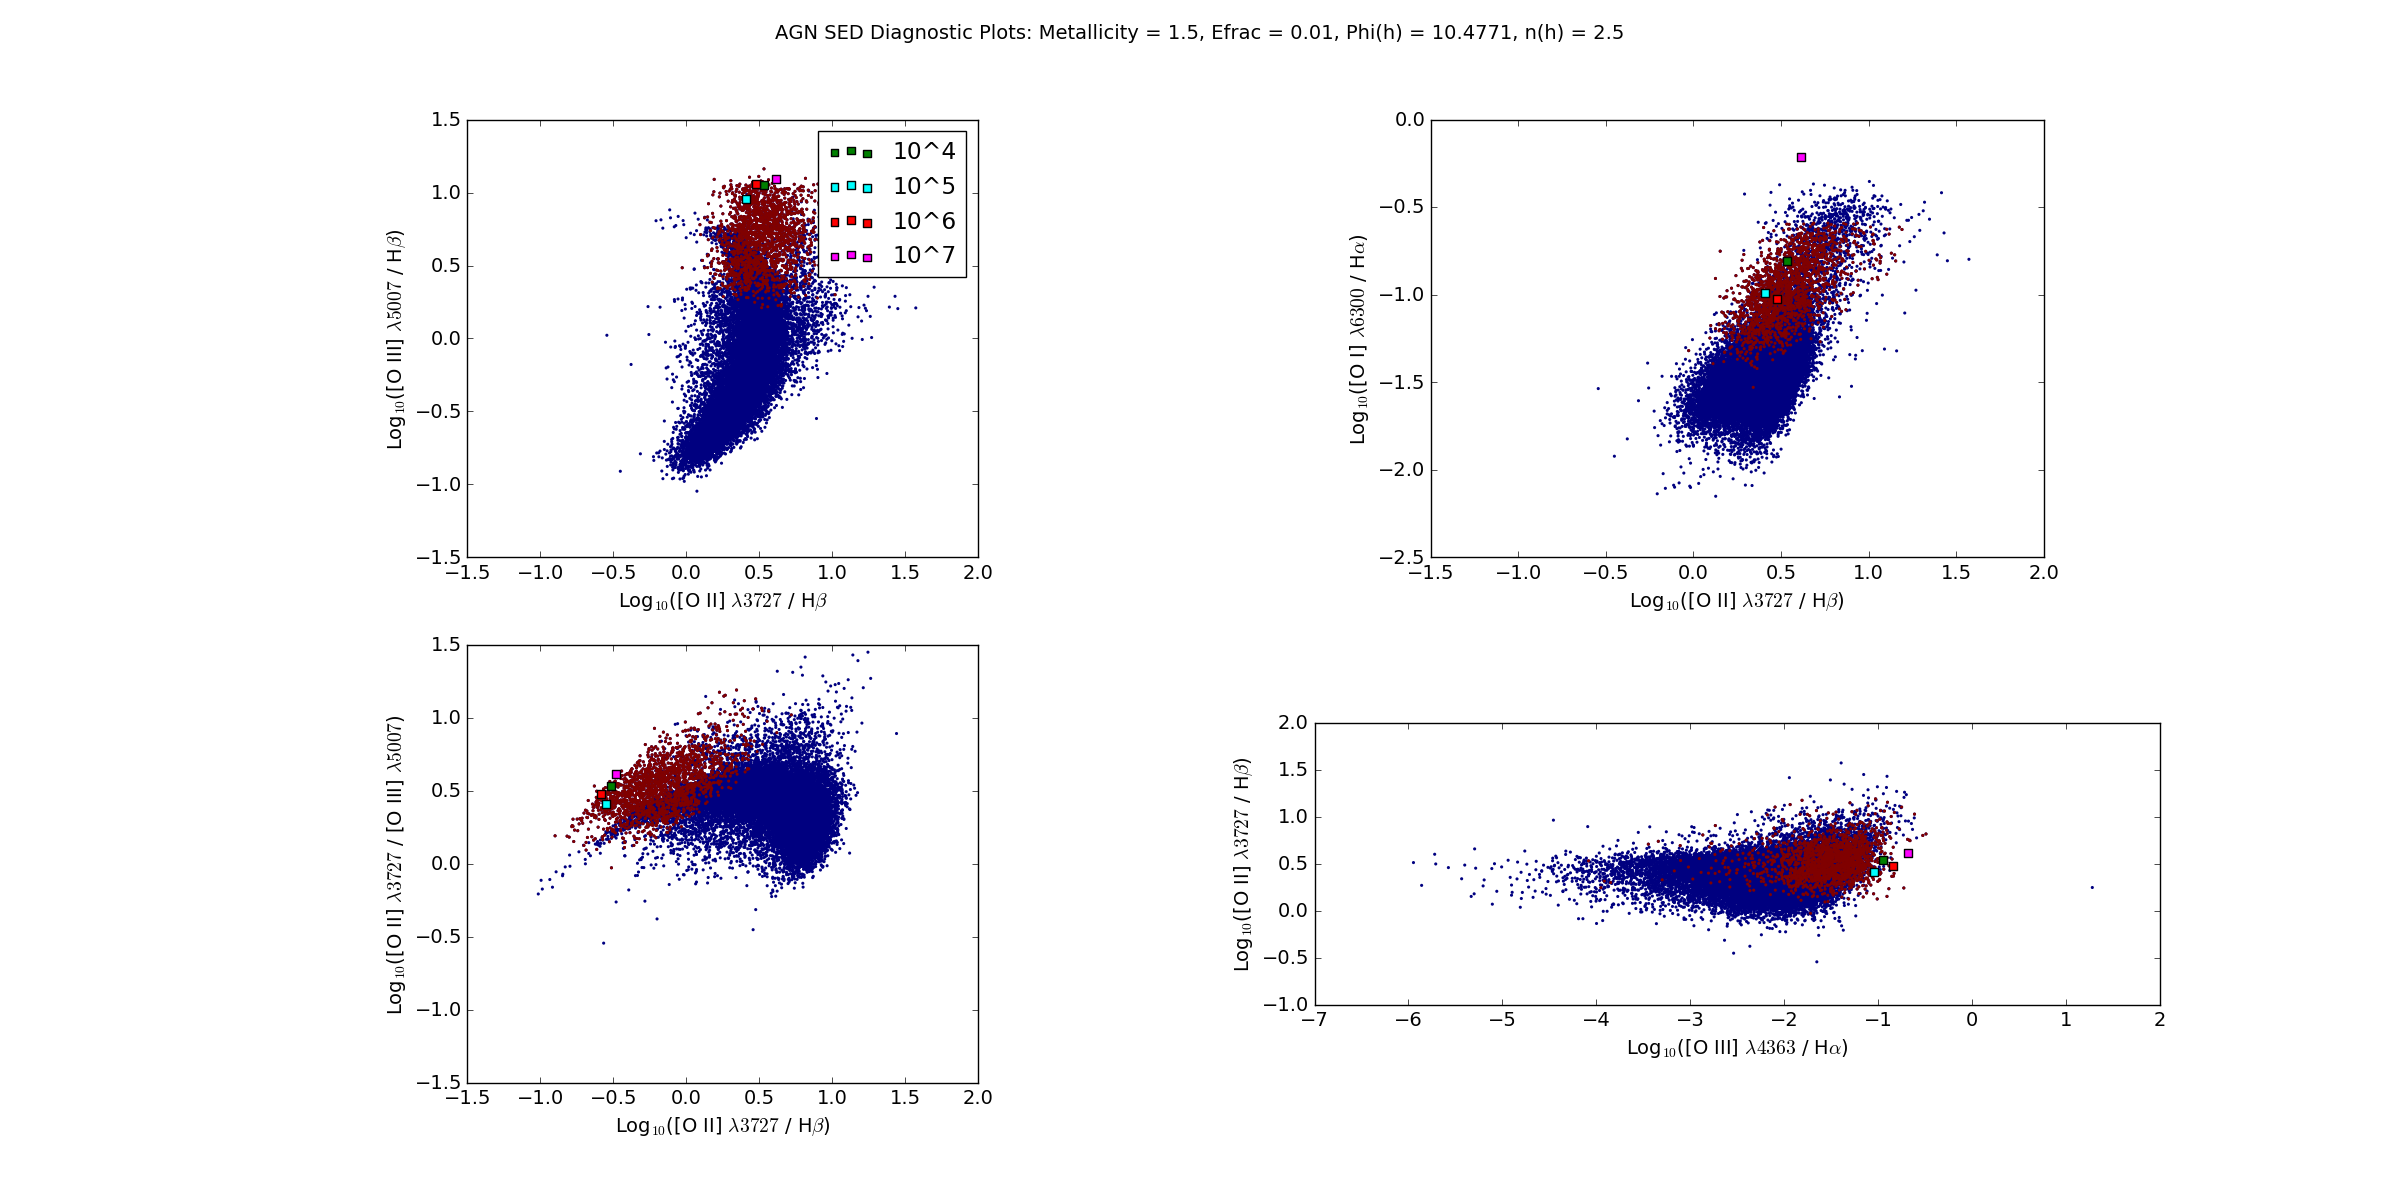 AGN SED Diagnostic Plots: Metallicity = 1.5, Efrac = 0.01, Phi(h) = 10.4771, n(h) = 2.5
1.5
1.0
0.5
0.0
−0.5
−1.0
−1.5
Log₁₀([O III] λ5007 / Hβ)
10^4
10^5
10^6
10^7
−1.5 −1.0 −0.5 0.0 0.5 1.0 1.5 2.0
Log₁₀([O II] λ3727 / Hβ
0.0
−0.5
−1.0
−1.5
−2.0
−2.5
Log₁₀([O I] λ6300 / Hα)
−1.5 −1.0 −0.5 0.0 0.5 1.0 1.5 2.0
Log₁₀([O II] λ3727 / Hβ)
1.5
1.0
0.5
0.0
−0.5
−1.0
−1.5
Log₁₀([O II] λ3727 / [O III] λ5007)
−1.5 −1.0 −0.5 0.0 0.5 1.0 1.5 2.0
Log₁₀([O II] λ3727 / Hβ)
2.0
1.5
1.0
0.5
0.0
−0.5
−1.0
Log₁₀([O II] λ3727 / Hβ)
−7 −6 −5 −4 −3 −2 −1 0 1 2
Log₁₀([O III] λ4363 / Hα)